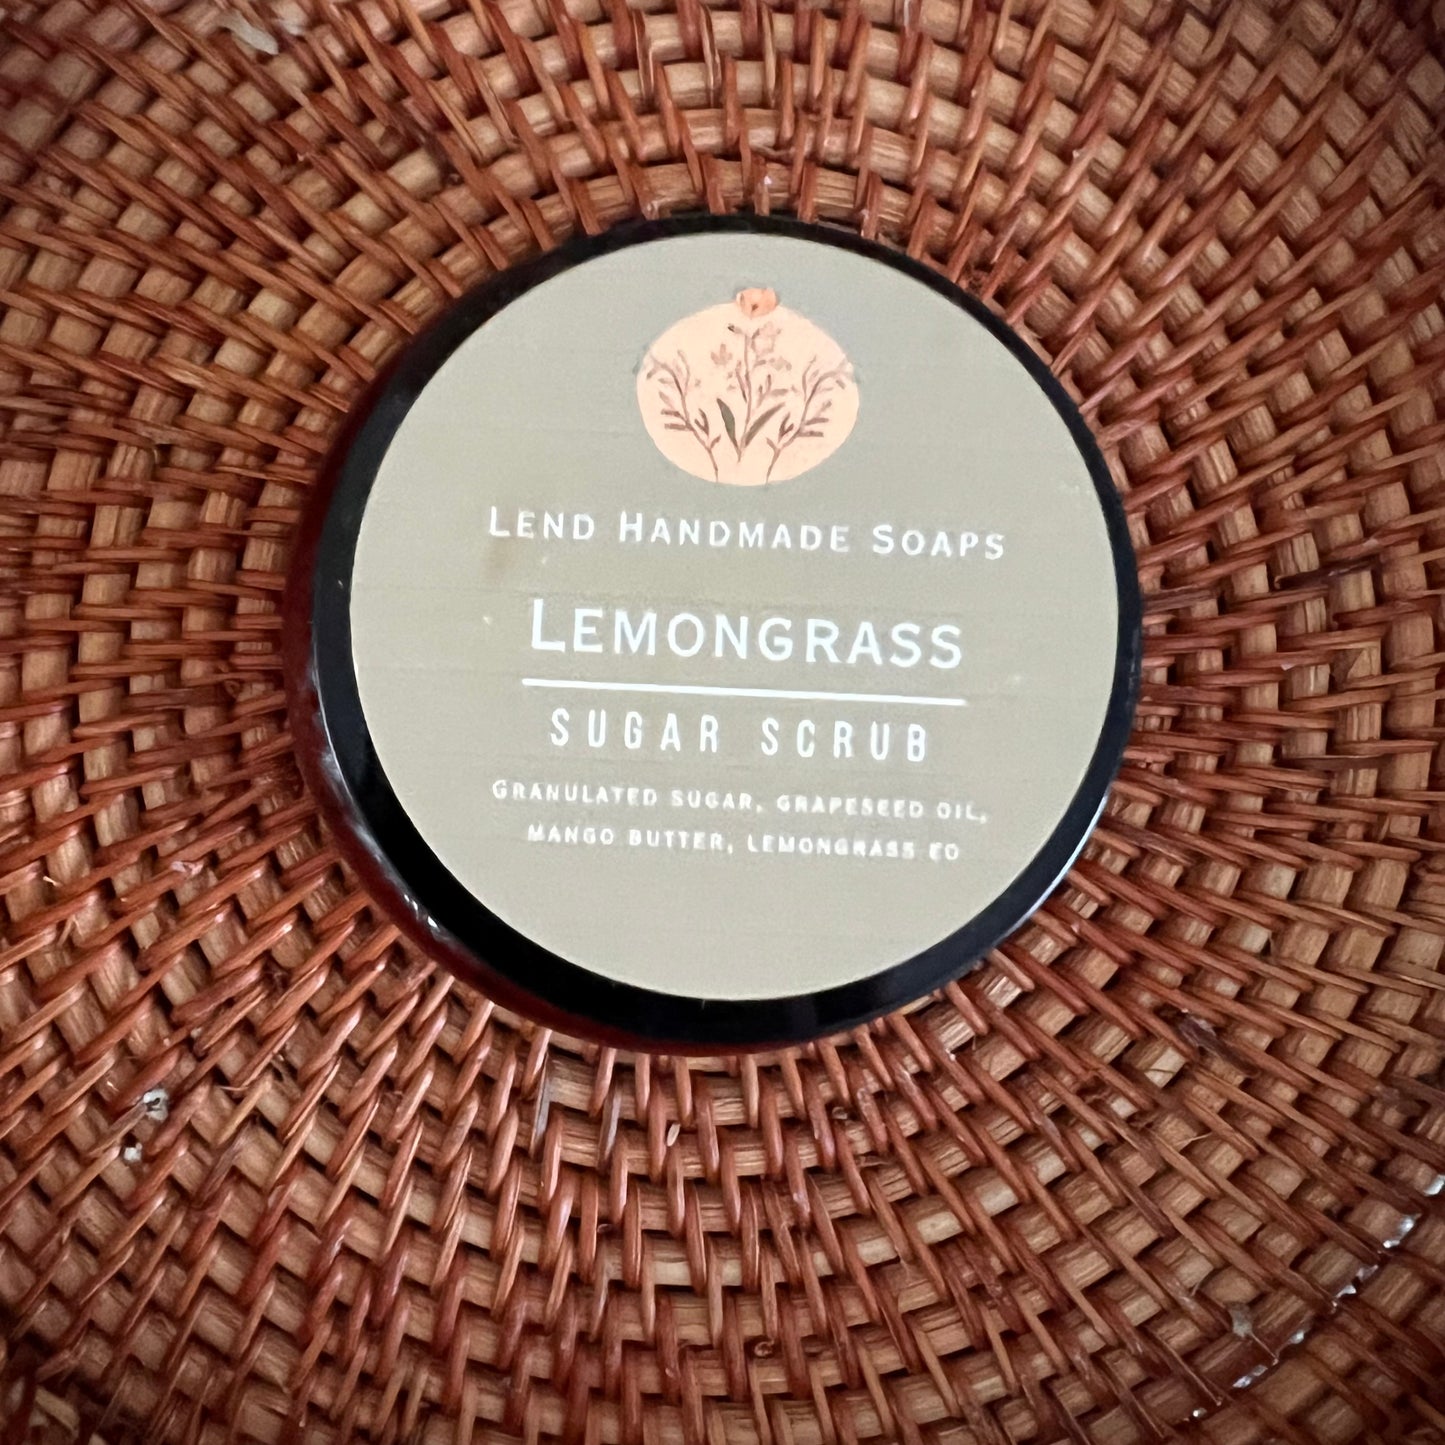 Lend Handmade Soaps
Lemongrass
SUGAR SCRUB
Granulated sugar, grapeseed oil,
mango butter, lemongrass EO